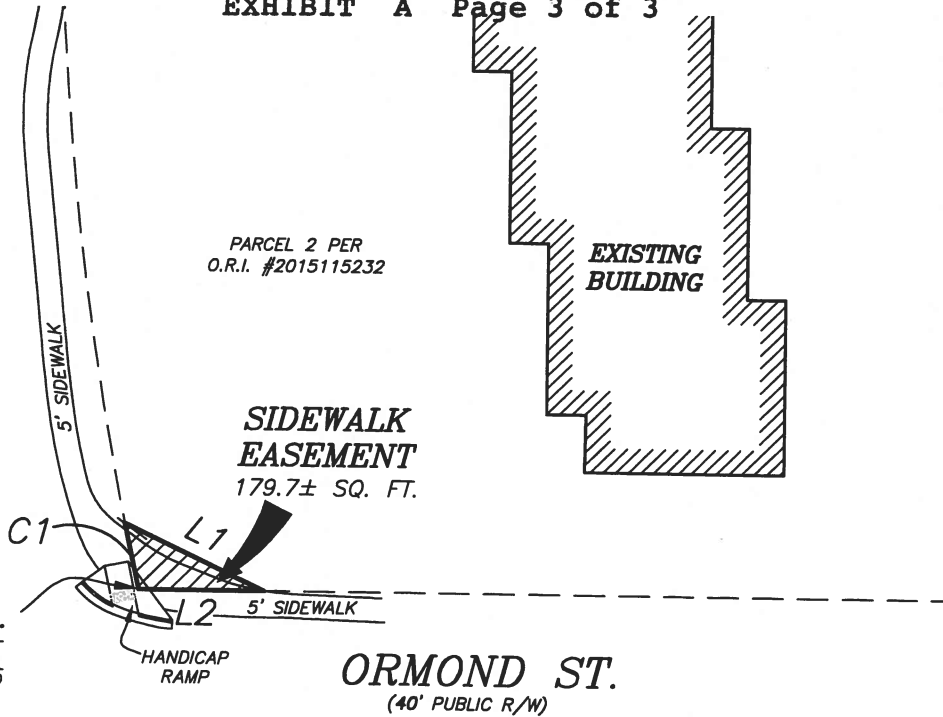 EXHIBIT A Page 3 of 3
PARCEL 2 PER
O.R.I. #2015115232
EXISTING
BUILDING
5' SIDEWALK
SIDEWALK
EASEMENT
179.7± SQ. FT.
C1
L1
L2
5' SIDEWALK
HANDICAP
RAMP
ORMOND ST.
(40' PUBLIC R/W)